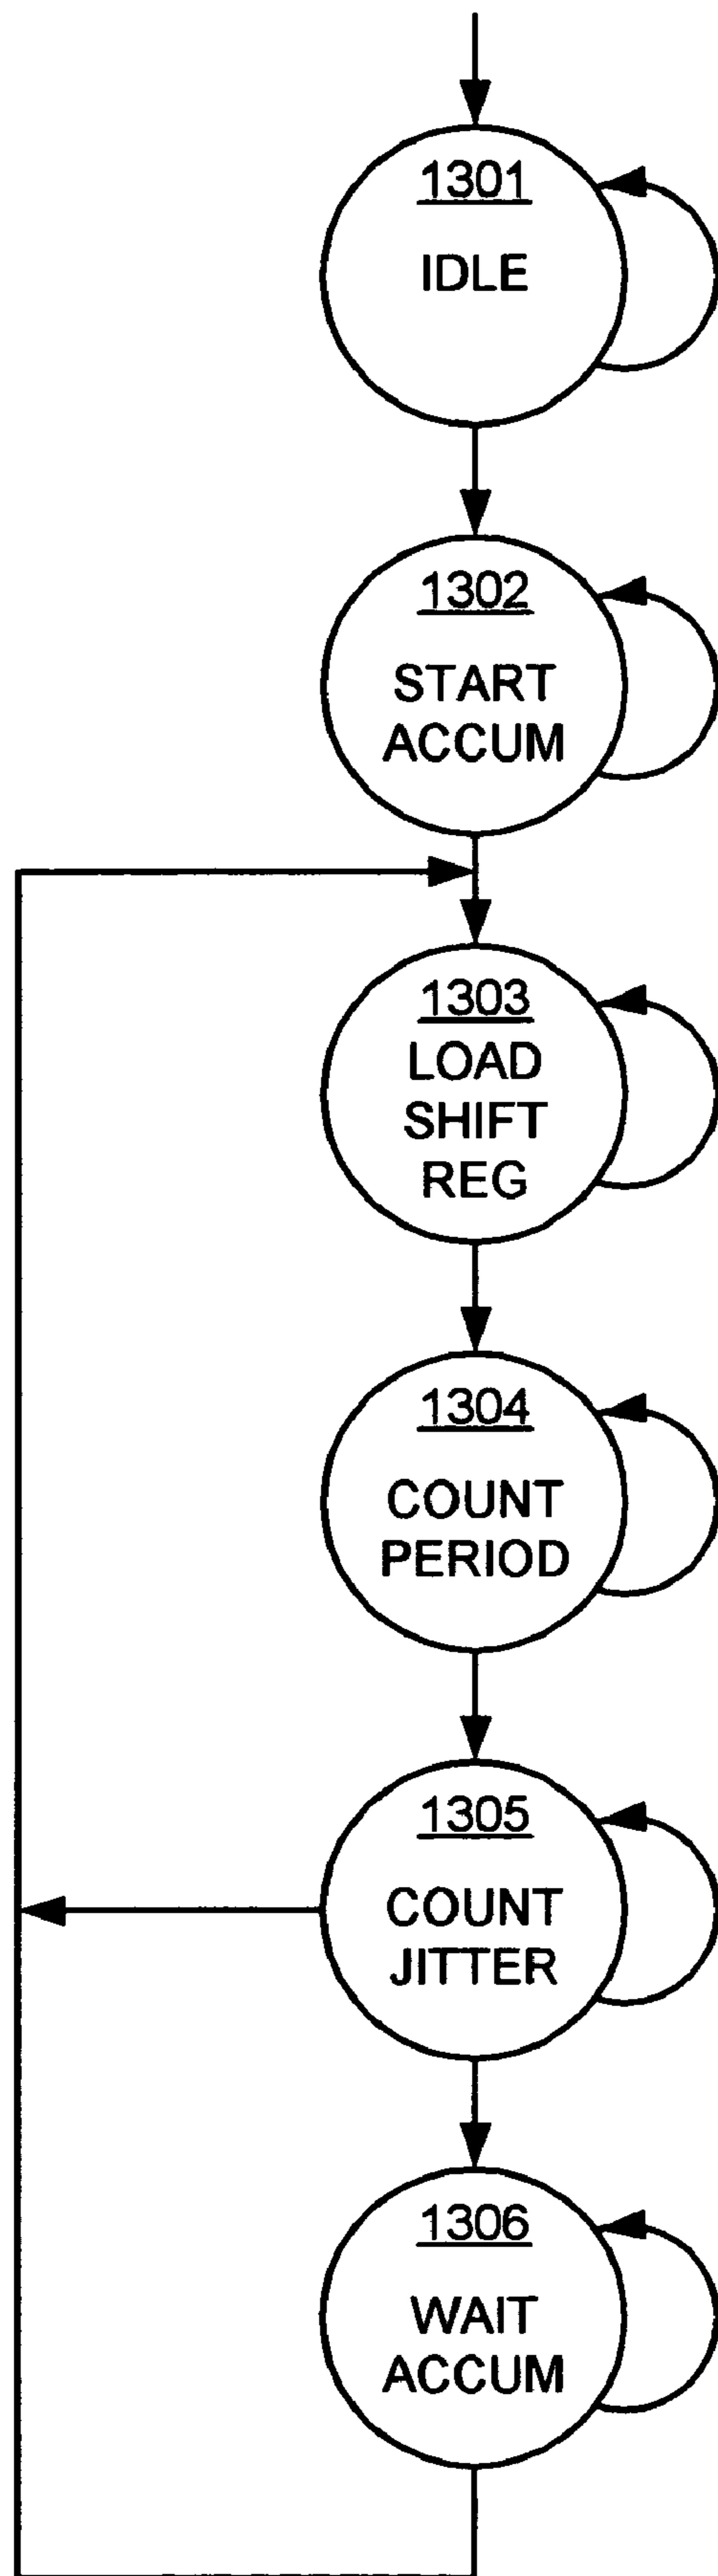 1301
IDLE
1302
START
ACCUM
1303
LOAD
SHIFT
REG
1304
COUNT
PERIOD
1305
COUNT
JITTER
1306
WAIT
ACCUM